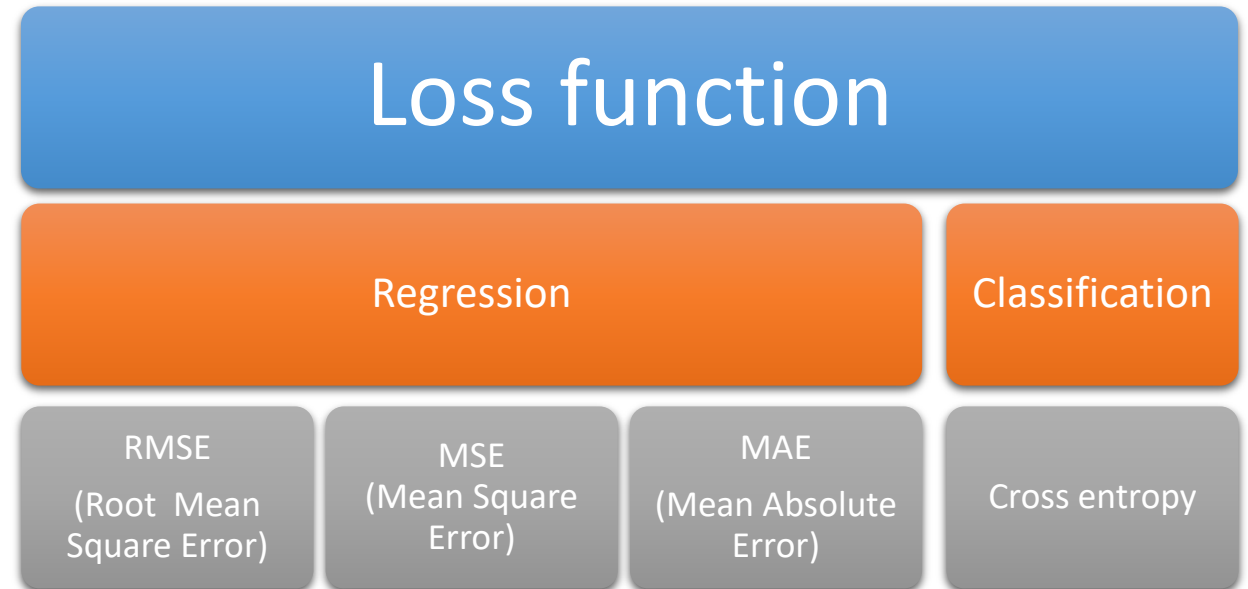 Loss function
Regression
Classification
RMSE
(Root Mean
Square Error)
MSE
(Mean Square
Error)
MAE
(Mean Absolute
Error)
Cross entropy